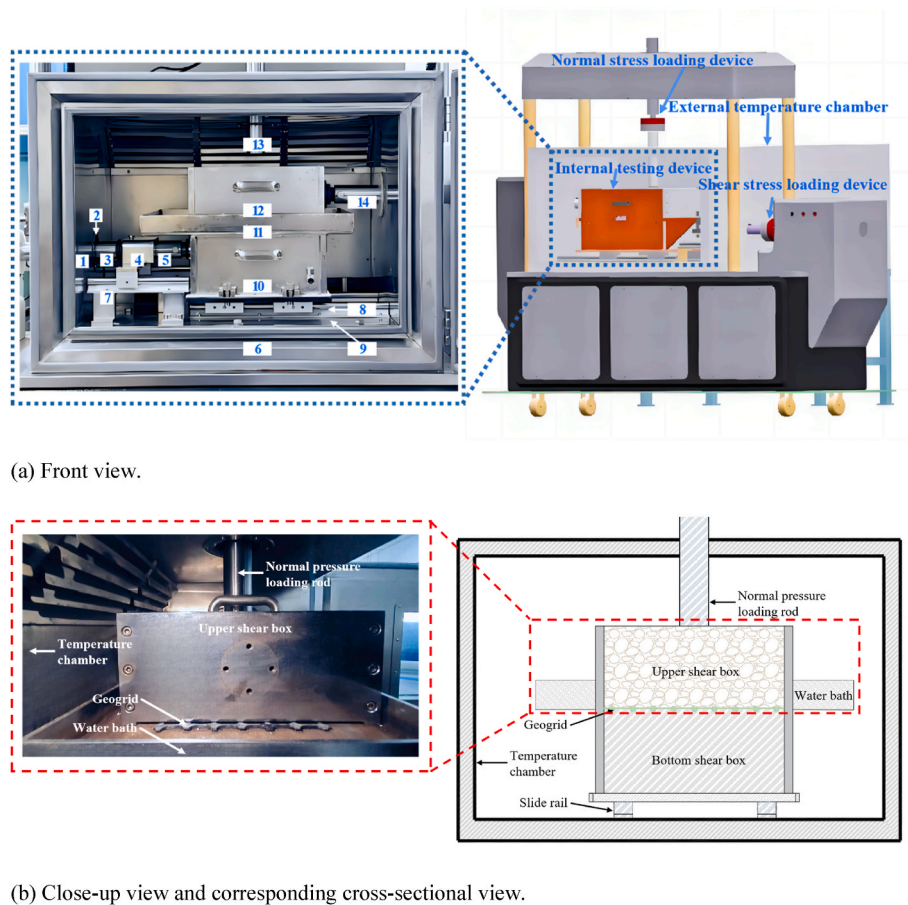 Normal stress loading device
External temperature chamber
Internal testing device
Shear stress loading device
13
14
12
2
11
1
3
4
5
10
7
8
6
9
(a) Front view.
Normal pressure
loading rod
Upper shear box
Temperature
chamber
Geogrid
Water bath
Normal pressure
loading rod
Upper shear box
Water bath
Geogrid
Temperature
chamber
Bottom shear box
Slide rail
(b) Close-up view and corresponding cross-sectional view.